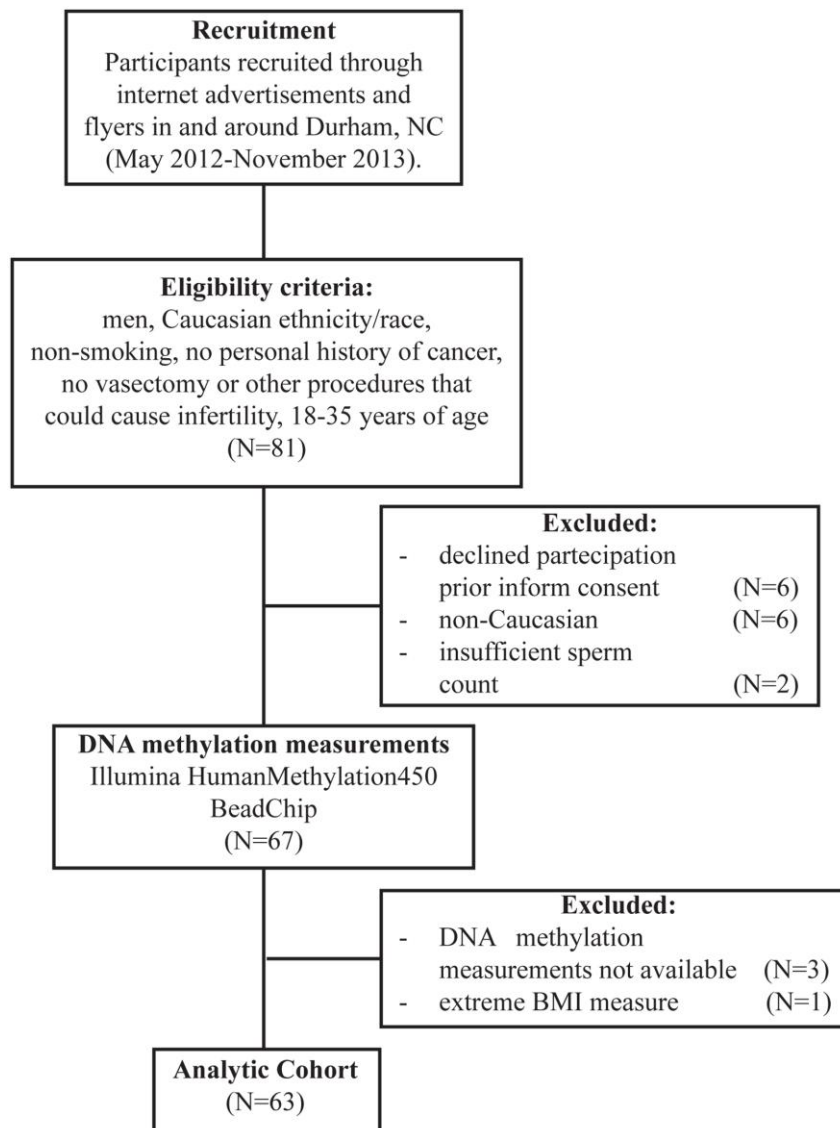 Recruitment
Participants recruited through
internet advertisements and
flyers in and around Durham, NC
(May 2012-November 2013).
Eligibility criteria:
men, Caucasian ethnicity/race,
non-smoking, no personal history of cancer,
no vasectomy or other procedures that
could cause infertility, 18-35 years of age
(N=81)
Excluded:
- declined partecipation
prior inform consent (N=6)
- non-Caucasian (N=6)
- insufficient sperm
count (N=2)
DNA methylation measurements
Illumina HumanMethylation450
BeadChip
(N=67)
Excluded:
- DNA methylation
measurements not available (N=3)
- extreme BMI measure (N=1)
Analytic Cohort
(N=63)